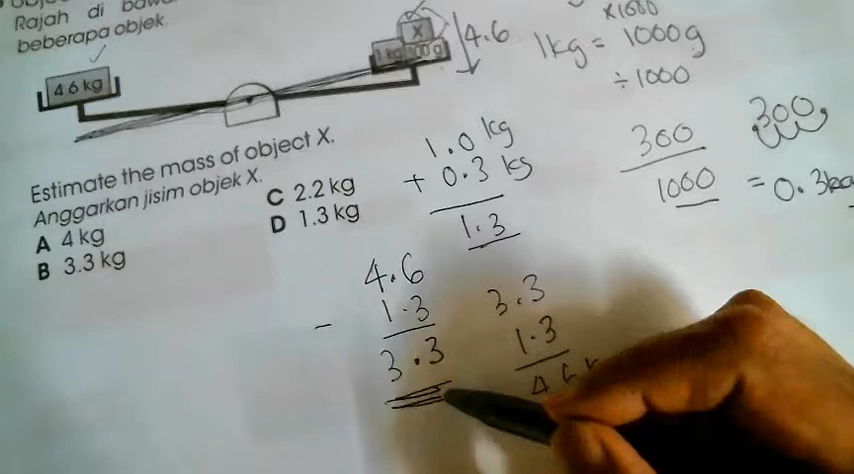 Rajah di
beberapa objek.
4.6 kg
X
1 kg 300 g
4.6
×1000
1kg = 1000g
÷1000
300
1000 = 0.3kg
300
1.0 kg
+ 0.3 kg
1.3
Estimate the mass of object X.
Anggarkan jisim objek X.
A 4 kg
B 3.3 kg
C 2.2 kg
D 1.3 kg
4.6
- 1.3
3.3
3.3
1.3